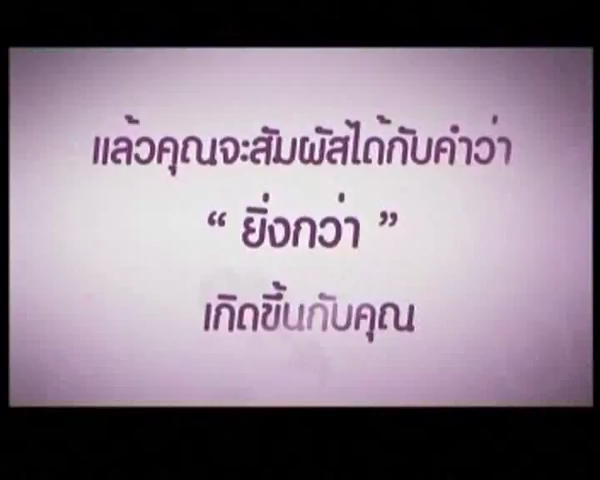 แล้วคุณจะสัมผัสได้กับคำว่า
“ ยิ่งกว่า ”
เกิดขึ้นกับคุณ